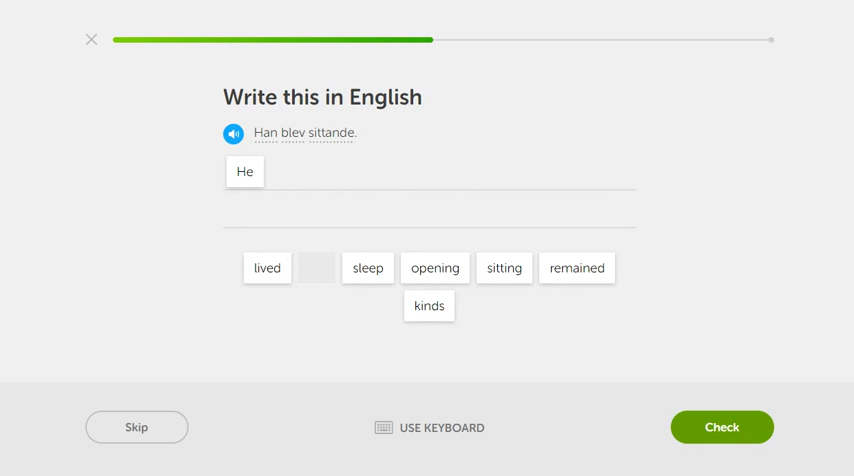 Write this in English
Han blev sittande.
He
lived sleep opening sitting remained
kinds
Skip USE KEYBOARD Check